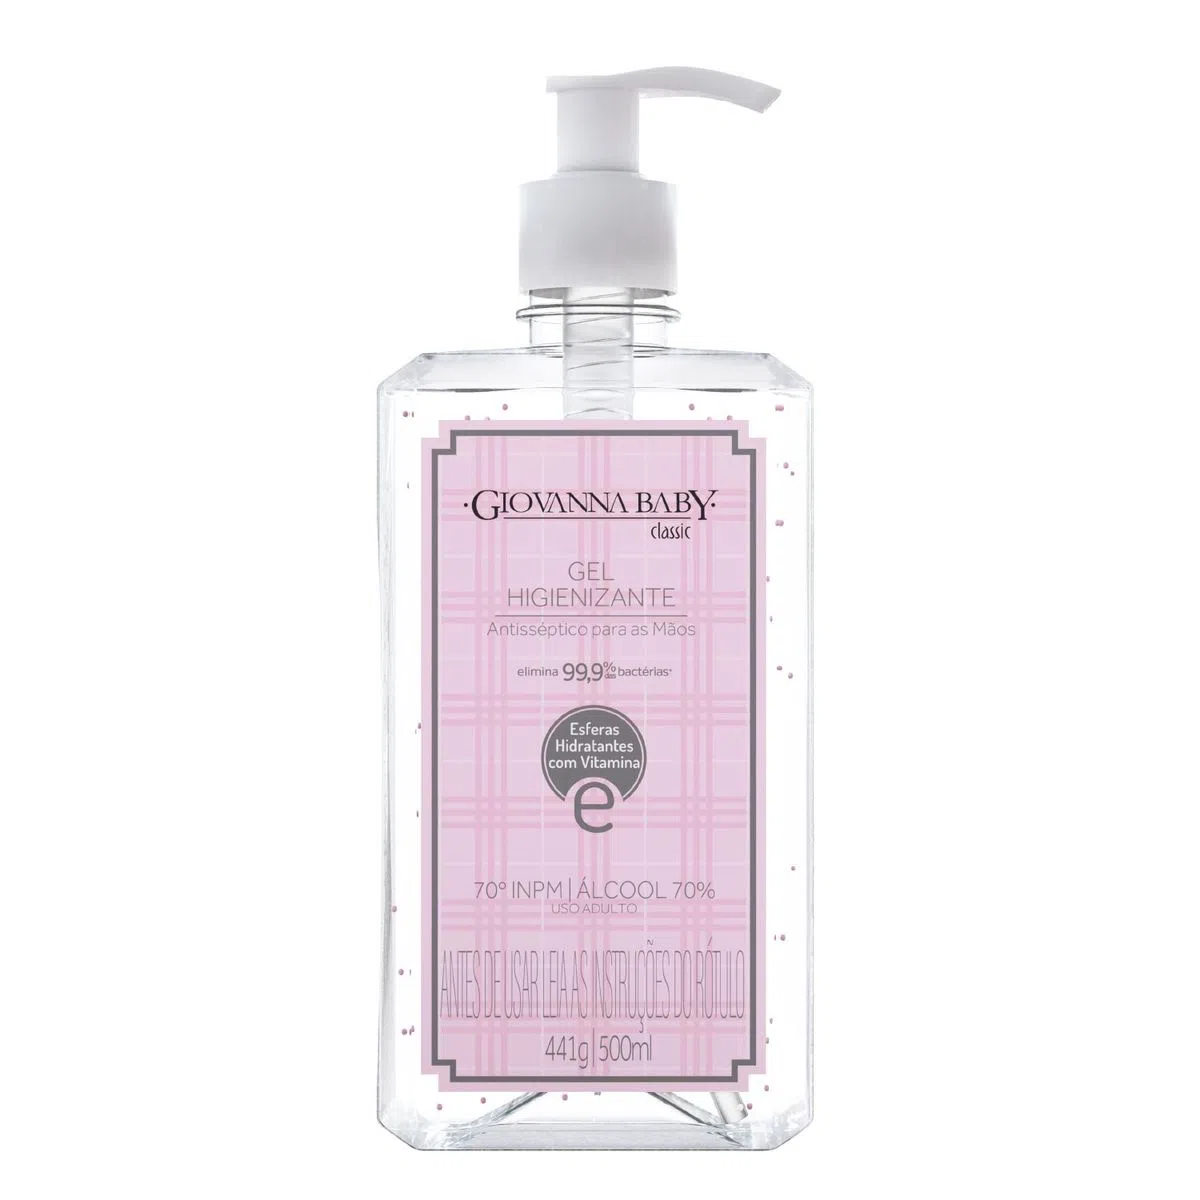 ·GIOVANNA BABY·
classic
GEL
HIGIENIZANTE
Antisséptico para as Mãos
elimina 99,9% das bactérias*
Esferas
Hidratantes
com Vitamina
e
70º INPM | ÁLCOOL 70%
USO ADULTO
ANTES DE USAR LEIA AS INSTRUÇÕES DO RÓTULO
441g | 500ml